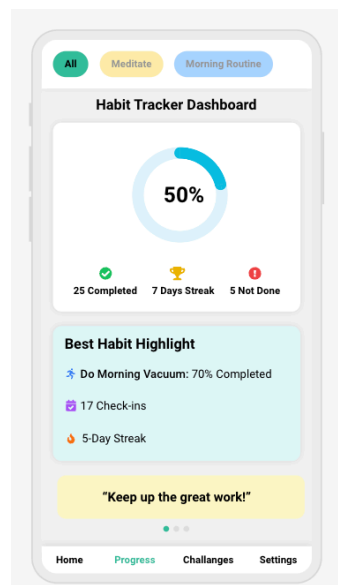 All Meditate Morning Routine
Habit Tracker Dashboard
50%
25 Completed 7 Days Streak 5 Not Done
Best Habit Highlight
Do Morning Vacuum: 70% Completed
17 Check-ins
5-Day Streak
“Keep up the great work!”
Home Progress Challanges Settings